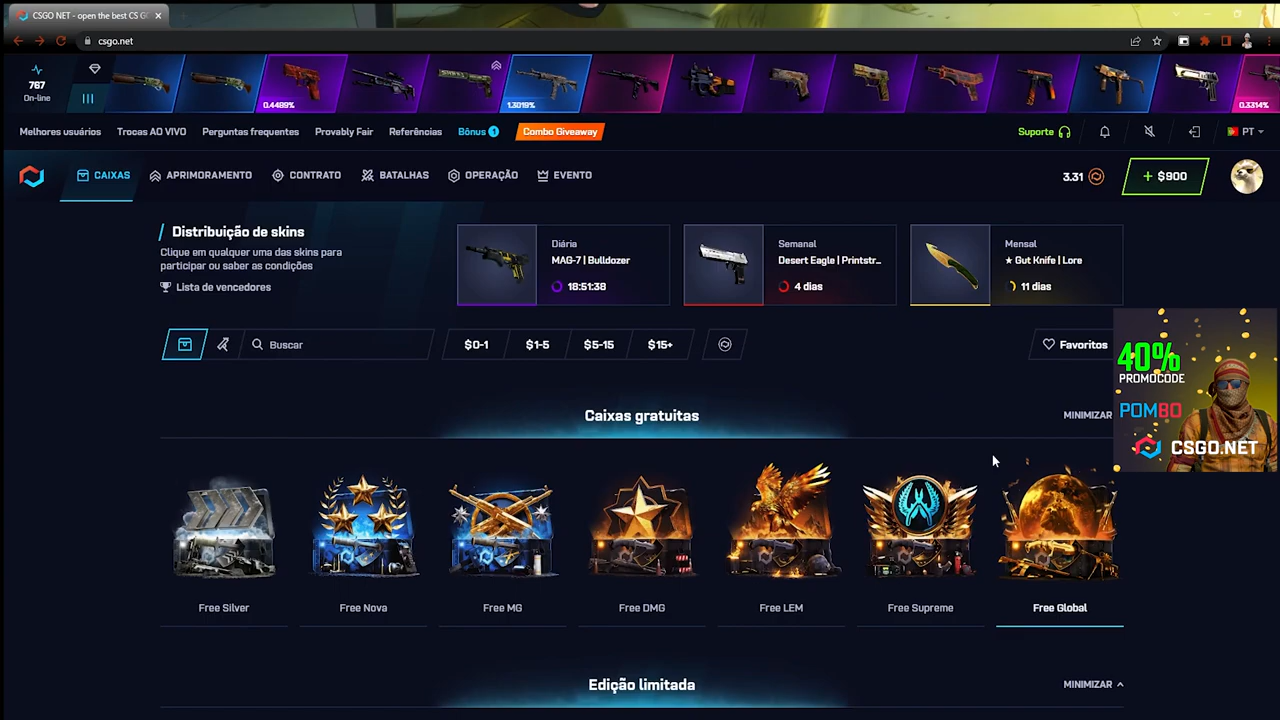 CSGO NET - open the best CS GO
csgo.net
767
On-line
0.4489%
1.3019%
0.3314%
Melhores usuários
Trocas AO VIVO
Perguntas frequentes
Provably Fair
Referências
Bônus 1
Combo Giveaway
Suporte
PT
CAIXAS
APRIMORAMENTO
CONTRATO
BATALHAS
OPERAÇÃO
EVENTO
3.31
+ $900
Distribuição de skins
Clique em qualquer uma das skins para
participar ou saber as condições
Lista de vencedores
Diária
MAG-7 | Bulldozer
18:51:38
Semanal
Desert Eagle | Printstr...
4 dias
Mensal
★ Gut Knife | Lore
11 dias
Buscar
$0-1
$1-5
$5-15
$15+
Favoritos
40%
PROMOCODE
POMBO
CSGO.NET
Caixas gratuitas
MINIMIZAR
Free Silver
Free Nova
Free MG
Free DMG
Free LEM
Free Supreme
Free Global
Edição limitada
MINIMIZAR